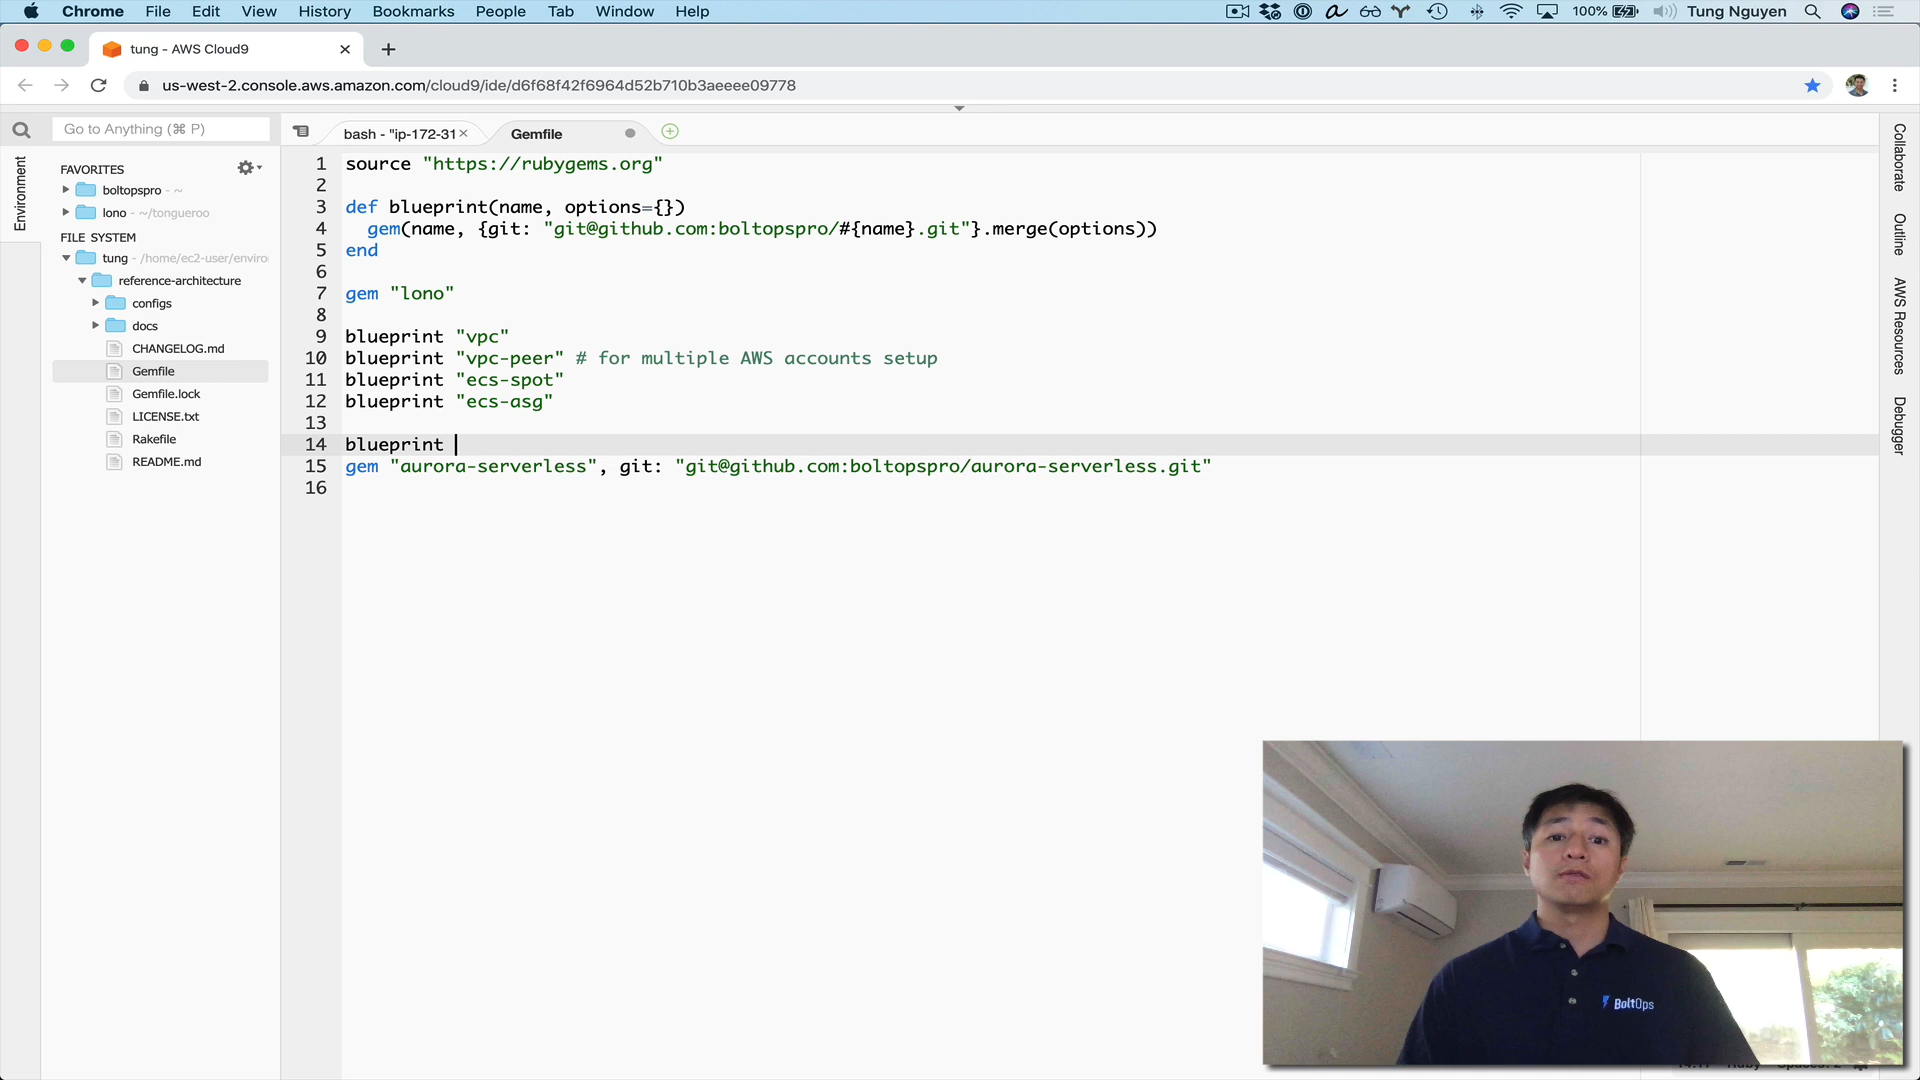 Chrome File Edit View History Bookmarks People Tab Window Help 100% Tung Nguyen
tung - AWS Cloud9
us-west-2.console.aws.amazon.com/cloud9/ide/d6f68f42f6964d52b710b3aeeee09778
Go to Anything (⌘ P)
bash - "ip-172-31
Gemfile
Environment
FAVORITES
boltopspro - ~
lono - ~/tongueroo
FILE SYSTEM
tung - /home/ec2-user/enviro
reference-architecture
configs
docs
CHANGELOG.md
Gemfile
Gemfile.lock
LICENSE.txt
Rakefile
README.md
1 source "https://rubygems.org"
2
3 def blueprint(name, options={})
4 gem(name, {git: "git@github.com:boltopspro/#{name}.git"}.merge(options))
5 end
6
7 gem "lono"
8
9 blueprint "vpc"
10 blueprint "vpc-peer" # for multiple AWS accounts setup
11 blueprint "ecs-spot"
12 blueprint "ecs-asg"
13
14 blueprint
15 gem "aurora-serverless", git: "git@github.com:boltopspro/aurora-serverless.git"
16
Collaborate
Outline
AWS Resources
Debugger
BoltOps